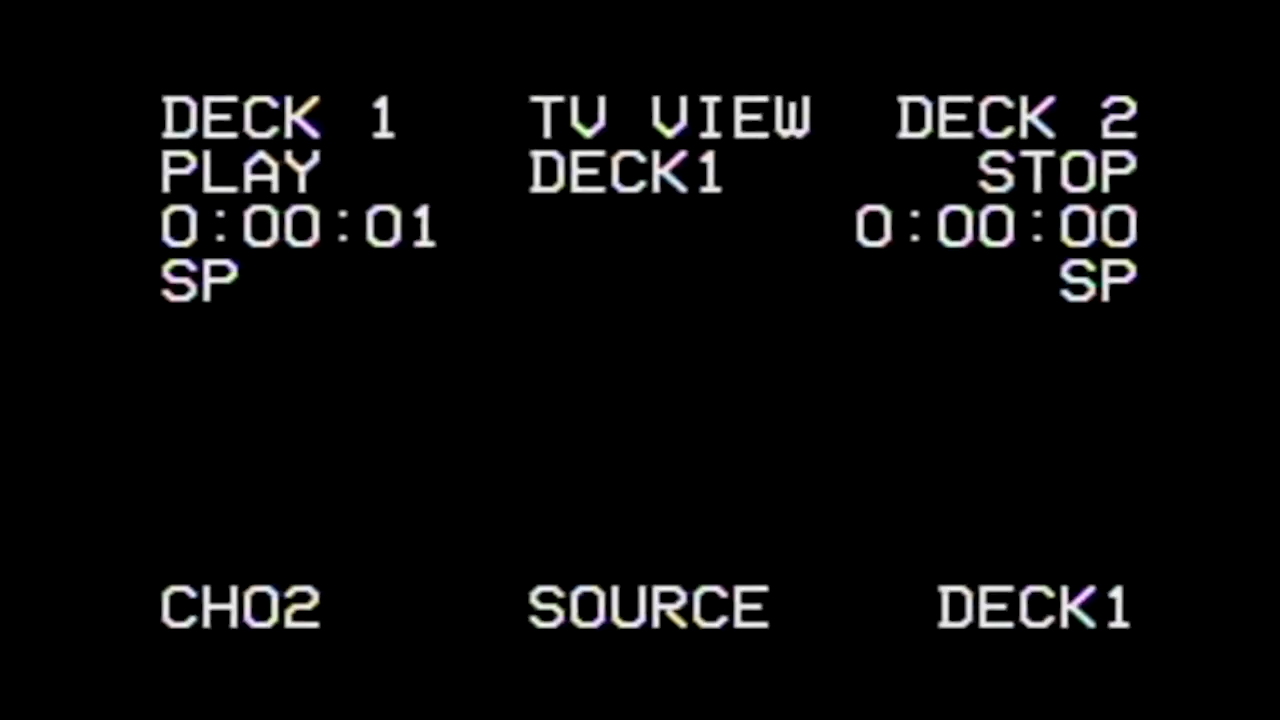 DECK 1 TV VIEW DECK 2
PLAY DECK1 STOP
0:00:01 0:00:00
SP SP
CH02 SOURCE DECK1